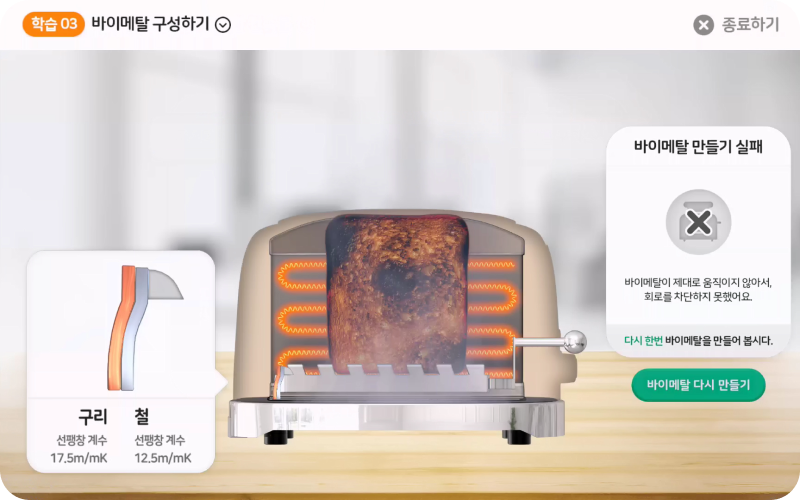 학습 03 바이메탈 구성하기
종료하기
바이메탈 만들기 실패
바이메탈이 제대로 움직이지 않아서,
회로를 차단하지 못했어요.
다시 한번 바이메탈을 만들어 봅시다.
바이메탈 다시 만들기
구리 철
선팽창 계수 선팽창 계수
17.5m/mK 12.5m/mK